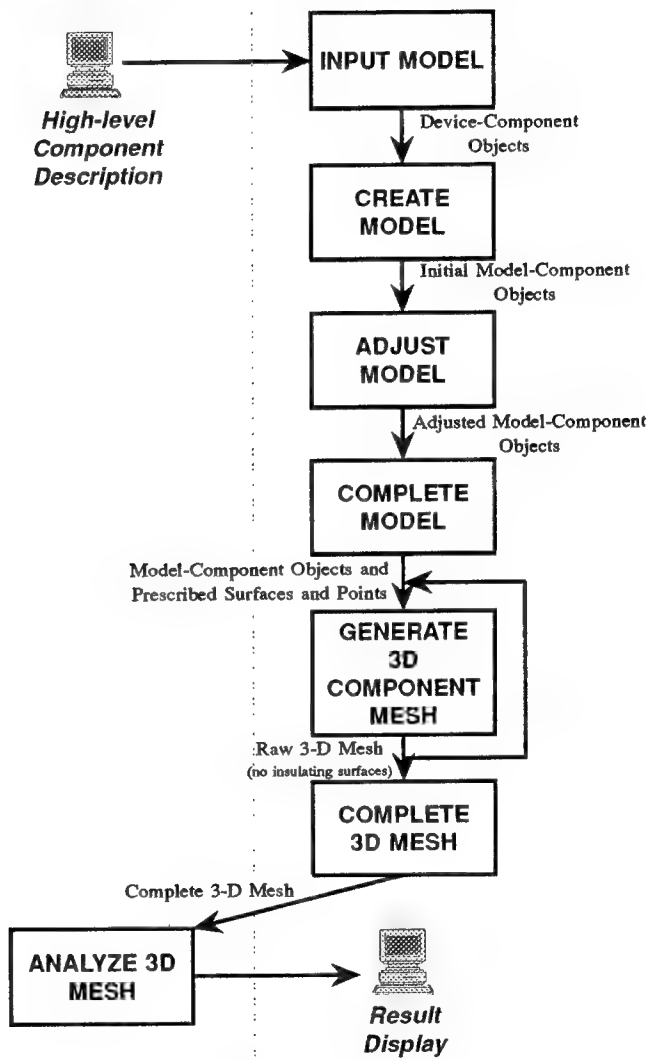 INPUT MODEL
High-level
Component
Description
Device-Component
Objects
CREATE
MODEL
Initial Model-Component
Objects
ADJUST
MODEL
Adjusted Model-Component
Objects
COMPLETE
MODEL
Model-Component Objects and
Prescribed Surfaces and Points
GENERATE
3D
COMPONENT
MESH
Raw 3-D Mesh
(no insulating surfaces)
COMPLETE
3D MESH
Complete 3-D Mesh
ANALYZE 3D
MESH
Result
Display